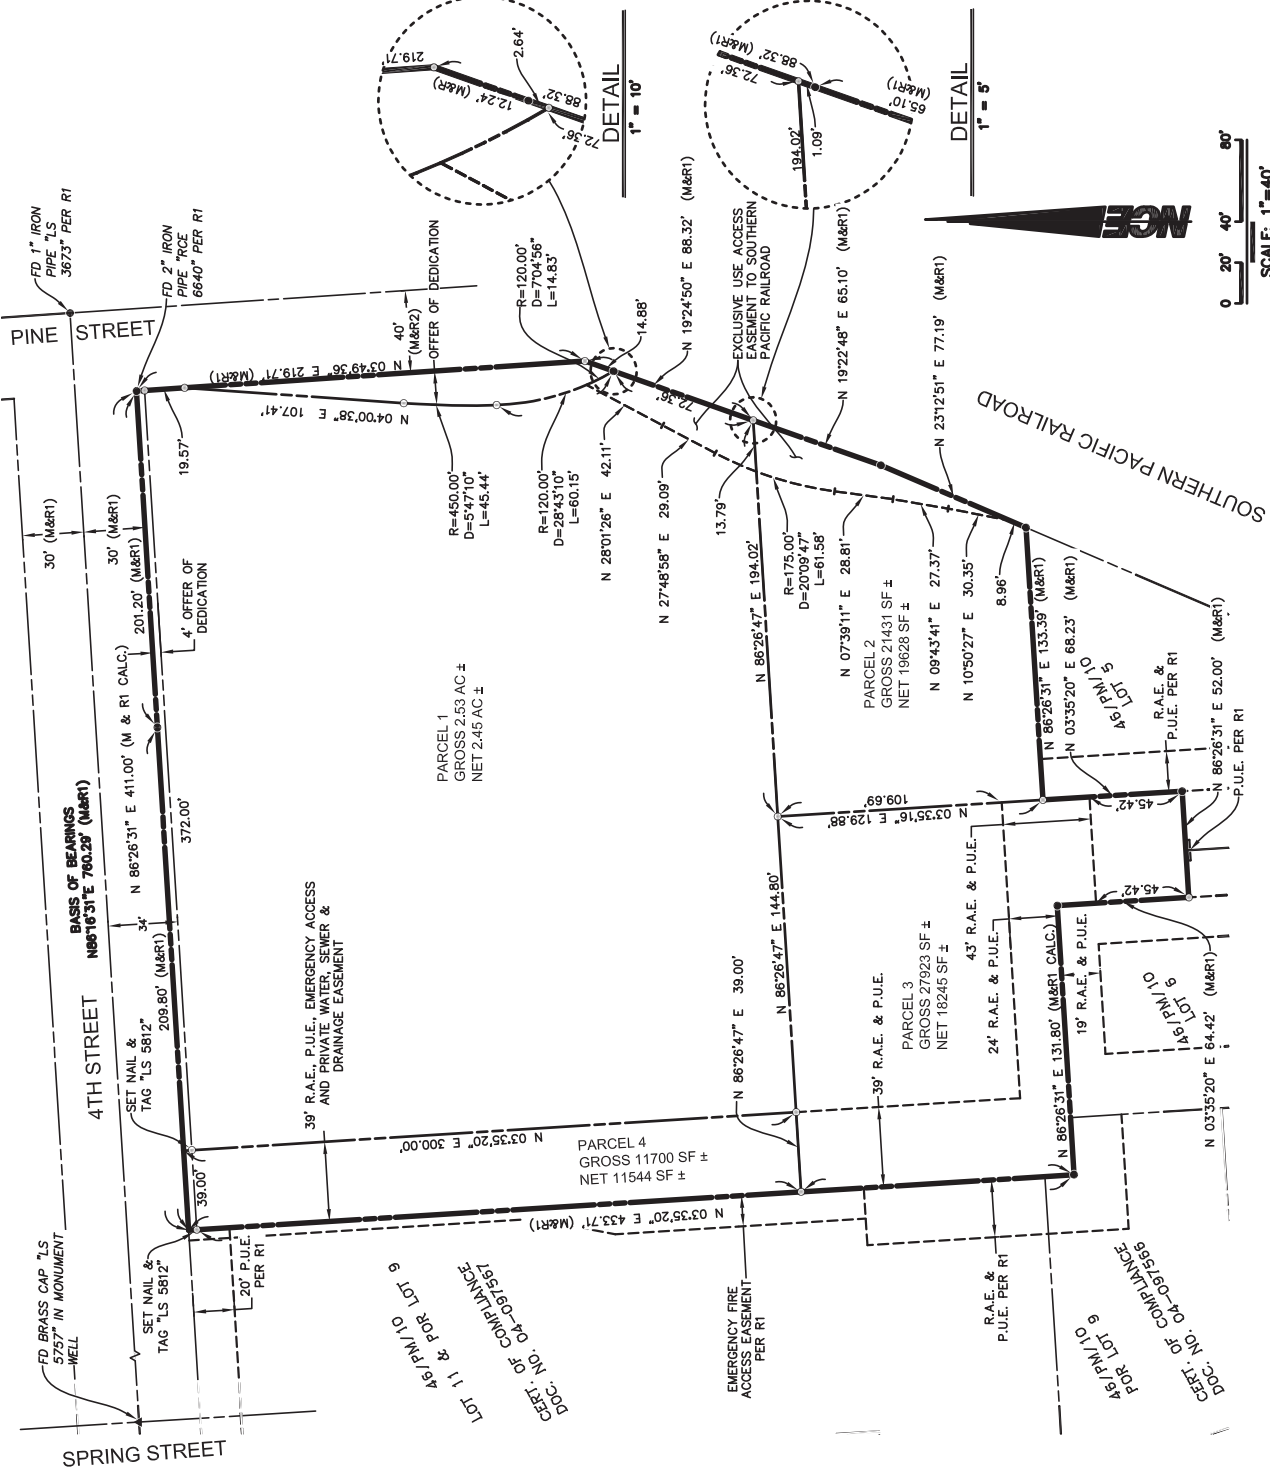 219.71
12.24' (M&R)
2.64'
88.32'
72.36'
DETAIL
1" = 10'
(M&R1)
88.32'
72.36'
194.02'
1.09'
65.10'
(M&R1)
DETAIL
1" = 5'
FD 1" IRON
PIPE "LS
3673" PER R1
FD 2" IRON
PIPE "RCE
6640" PER R1
PINE STREET
40'
(M&R2)
OFFER OF DEDICATION
R=120.00'
D=7°04'56"
L=14.83'
14.88'
N 19°24'50" E 88.32' (M&R1)
EXCLUSIVE USE ACCESS
EASEMENT TO SOUTHERN
PACIFIC RAILROAD
N 19°22'48" E 65.10' (M&R1)
N 23°12'51" E 77.19' (M&R1)
SOUTHERN PACIFIC RAILROAD
NCE
0 20' 40' 80'
SCALE: 1"=40'
N 03°49'36" E 219.71' (M&R1)
N 04°00'38" E 107.41'
72.36'
19.57'
R=450.00'
D=5°47'10"
L=45.44'
R=120.00'
D=28°43'10"
L=60.15'
N 28°01'26" E 42.11'
N 27°48'58" E 29.09'
13.79'
R=175.00'
D=20°09'47"
L=61.58'
N 07°39'11" E 28.81'
N 09°43'41" E 27.37'
N 10°50'27" E 30.35'
8.96'
30' (M&R1)
30' (M&R1)
201.20' (M&R1)
4' OFFER OF
DEDICATION
N 86°26'31" E 411.00' (M & R1 CALC.)
372.00'
BASIS OF BEARINGS
N86°16'31"E 760.29' (M&R1)
34'
209.80' (M&R1)
4TH STREET
PARCEL 1
GROSS 2.53 AC ±
NET 2.45 AC ±
N 86°26'47" E 194.02'
PARCEL 2
GROSS 21431 SF ±
NET 19628 SF ±
N 86°26'31" E 133.39' (M&R1)
N 03°35'20" E 68.23' (M&R1)
46/PM/10
LOT 5
R.A.E. &
P.U.E. PER R1
N 86°26'31" E 52.00' (M&R1)
P.U.E. PER R1
109.69'
N 03°35'16" E 129.88'
45.42'
45.42'
43' R.A.E. & P.U.E.
24' R.A.E. & P.U.E.
N 86°26'47" E 144.80'
PARCEL 3
GROSS 27923 SF ±
NET 18245 SF ±
N 86°26'31" E 131.80' (M&R1 CALC.)
19' R.A.E. & P.U.E.
46/PM/10
LOT 6
N 03°35'20" E 64.42' (M&R1)
39' R.A.E. & P.U.E.
N 86°26'47" E 39.00'
39' R.A.E., P.U.E., EMERGENCY ACCESS
AND PRIVATE WATER, SEWER &
DRAINAGE EASEMENT
SET NAIL &
TAG "LS 5812"
N 03°35'20" E 300.00'
PARCEL 4
GROSS 11700 SF ±
NET 11544 SF ±
39.00'
N 03°35'20" E 433.71' (M&R1)
FD BRASS CAP "LS
5757" IN MONUMENT
WELL
SET NAIL &
TAG "LS 5812"
20' P.U.E.
PER R1
46/PM/10
LOT 11 & POR LOT 9
CERT. OF COMPLIANCE
DOC. NO. 04-097567
EMERGENCY FIRE
ACCESS EASEMENT
PER R1
R.A.E. &
P.U.E. PER R1
46/PM/10
POR LOT 9
CERT. OF COMPLIANCE
DOC. NO. 04-097566
SPRING STREET